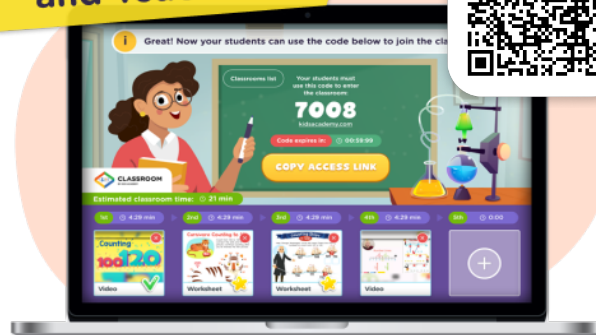 and
Great! Now your students can use the code below to join the cla
Classrooms list
Your students must
use this code to enter
the classroom:
7008
kidsacademy.com
Code expires in: 00:59:99
COPY ACCESS LINK
CLASSROOM
Estimated classroom time: 21 min
1st 4:29 min 2nd 4:29 min 3rd 4:29 min 4th 4:29 min 5th 0:00
Counting
100 120
Video
Worksheet
Worksheet
Video